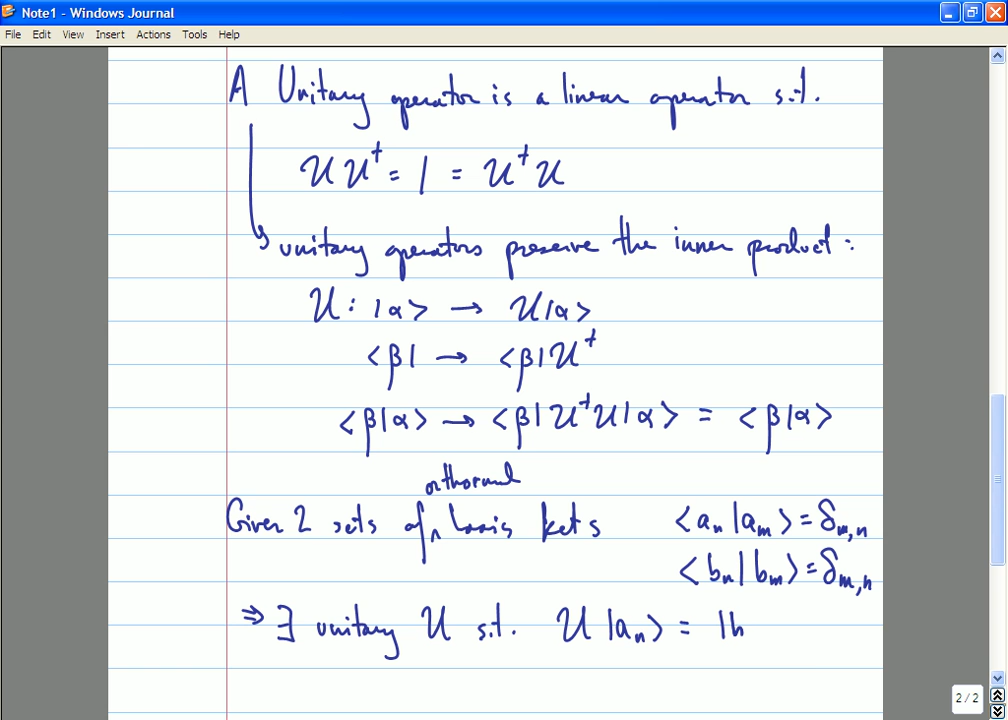 Note1 - Windows Journal
File Edit View Insert Actions Tools Help
A Unitary operator is a linear operator s.t.
U U† = 1 = U† U
unitary operators preserve the inner product :
U : |α> → U|α>
<β| → <β|U†
<β|α> → <β|U†U|α> = <β|α>
orthormal
Given 2 sets of ∧ basis kets <aₙ|aₘ> = δₘ,ₙ
<bₙ|bₘ> = δₘ,ₙ
⇒ ∃ unitary U s.t. U |aₙ> = |b
2 / 2